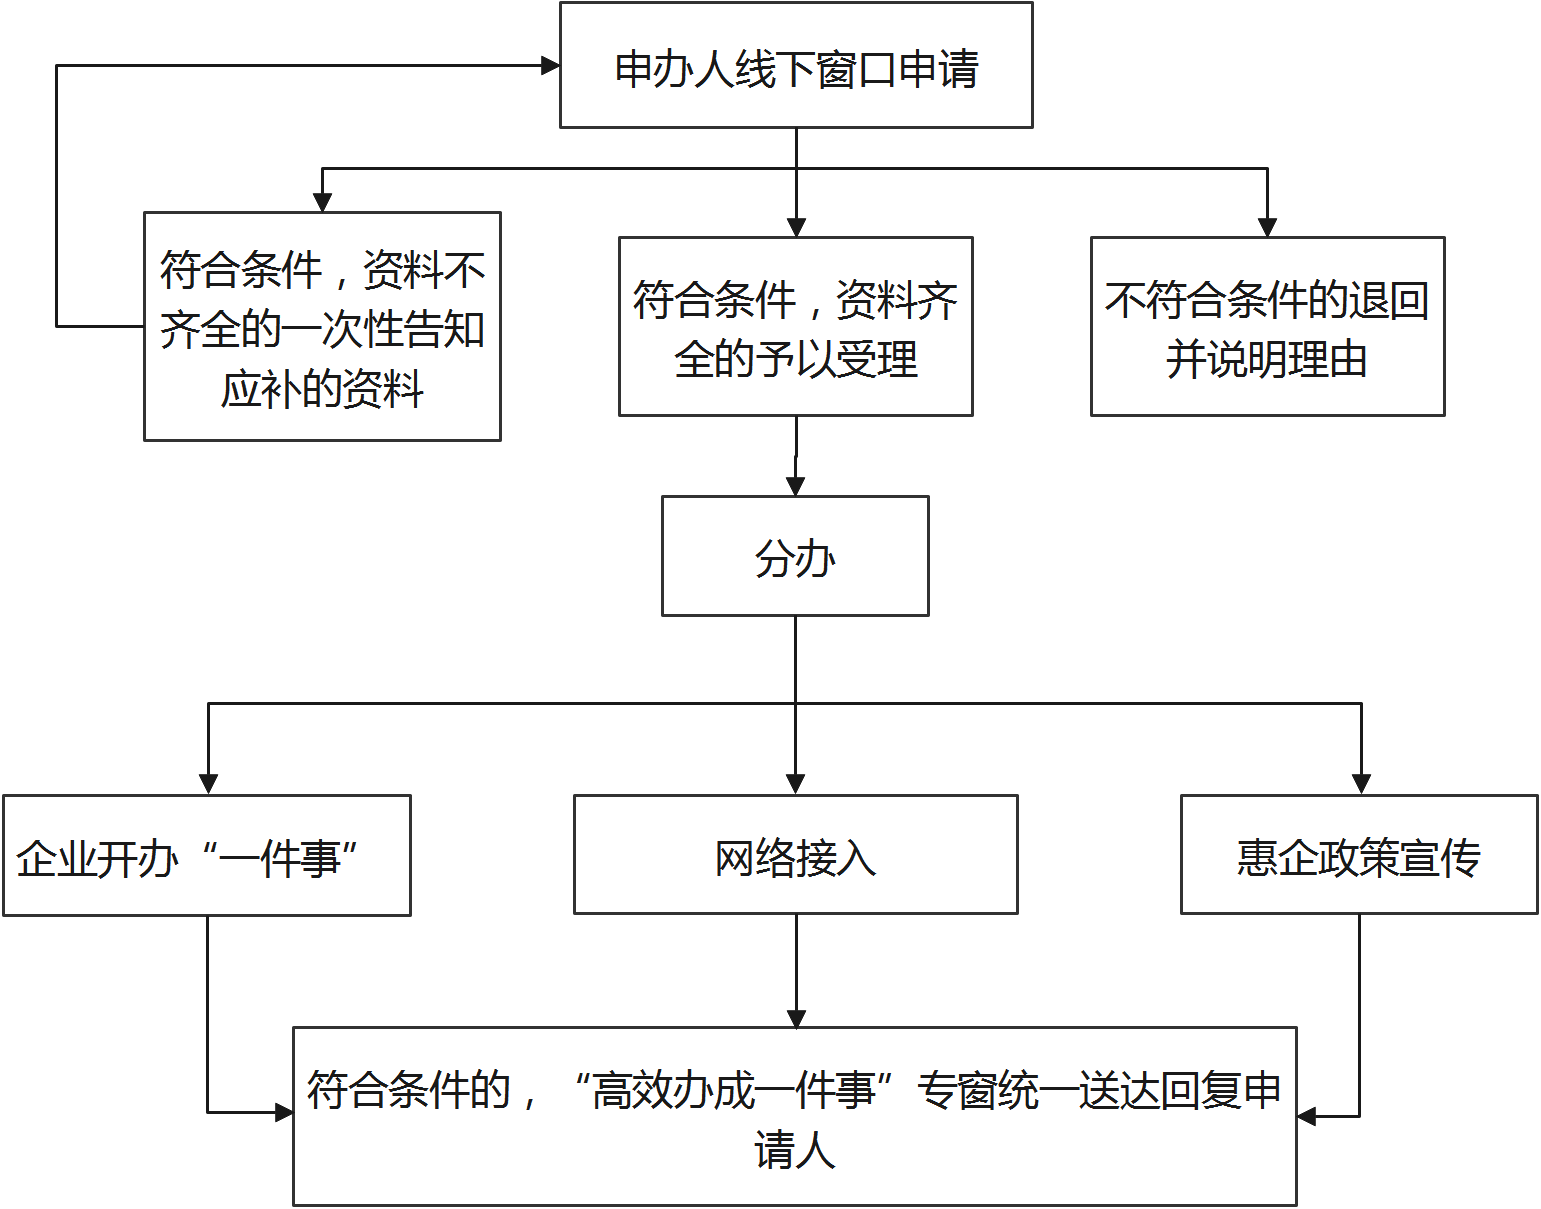 申办人线下窗口申请
符合条件，资料不
齐全的一次性告知
应补的资料
符合条件，资料齐
全的予以受理
不符合条件的退回
并说明理由
分办
企业开办“一件事”
网络接入
惠企政策宣传
符合条件的，“高效办成一件事”专窗统一送达回复申
请人